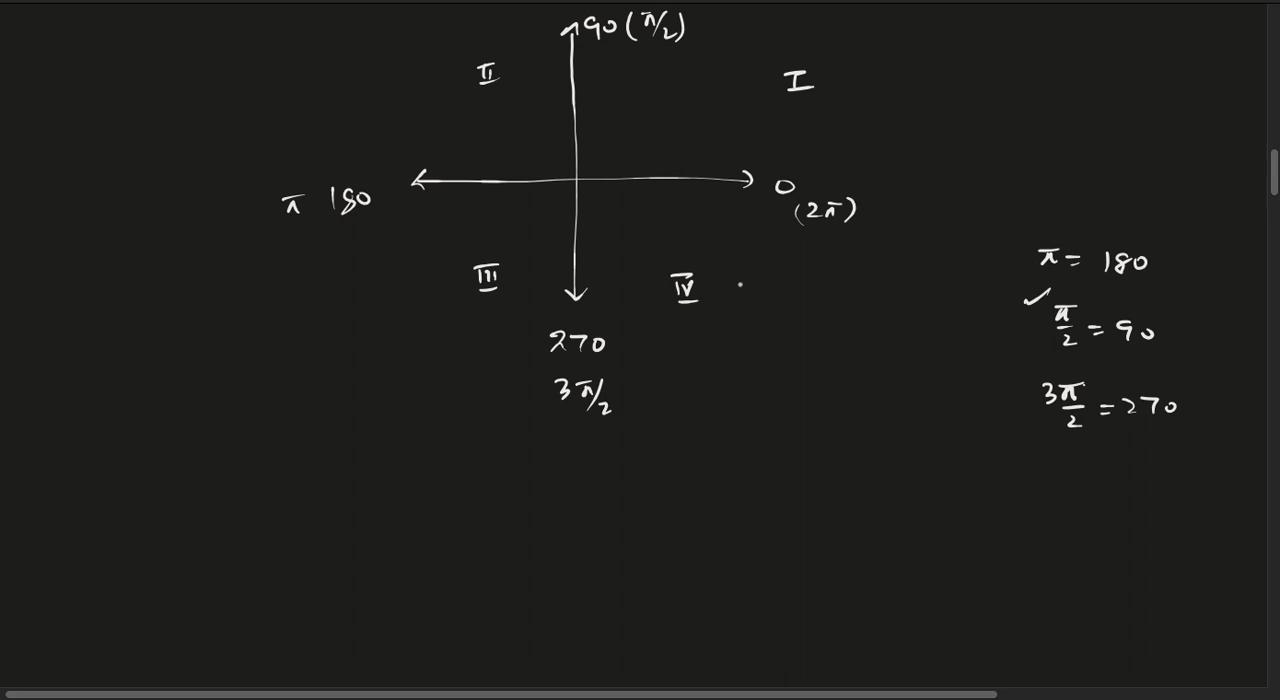 90 (π/2)
II
I
π 180
0
(2π)
III
IV
270
3π/2
π = 180
✓ π/2 = 90
3π/2 = 270